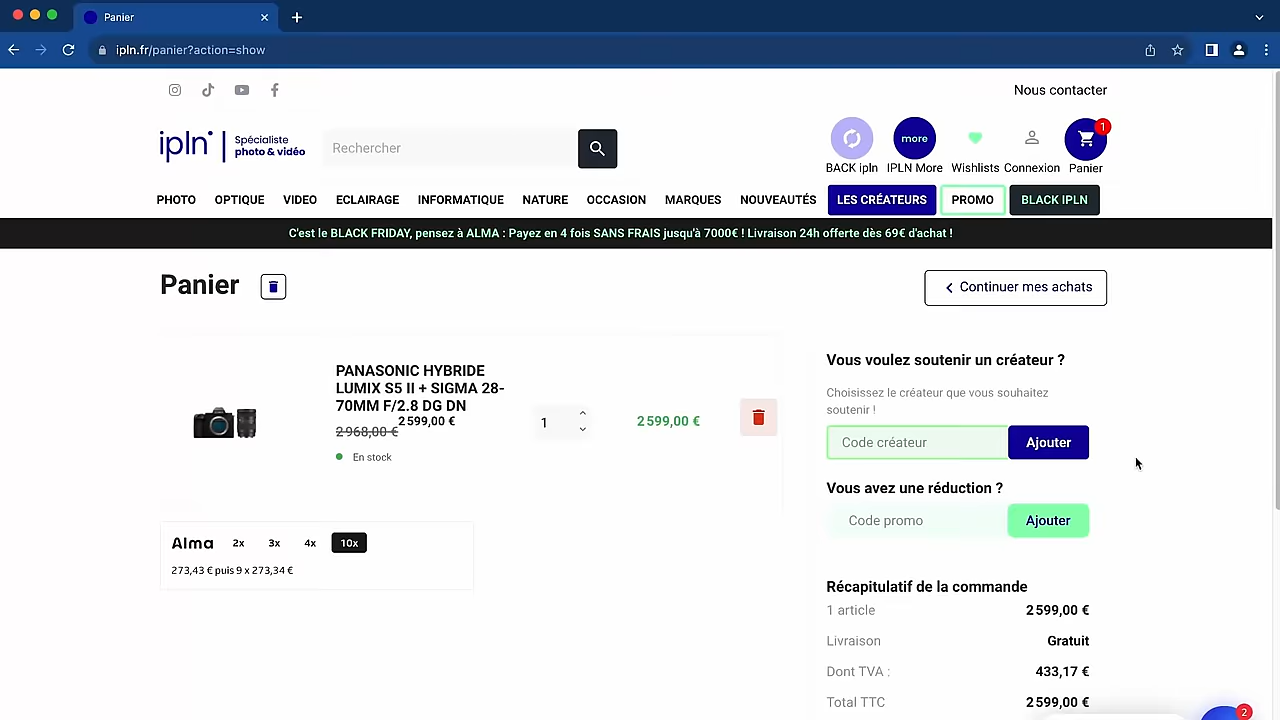 Panier
ipln.fr/panier?action=show
Nous contacter
ipln
Spécialiste
photo & vidéo
Rechercher
more
1
BACK ipln
IPLN More
Wishlists
Connexion
Panier
PHOTO
OPTIQUE
VIDEO
ECLAIRAGE
INFORMATIQUE
NATURE
OCCASION
MARQUES
NOUVEAUTÉS
LES CRÉATEURS
PROMO
BLACK IPLN
C'est le BLACK FRIDAY, pensez à ALMA : Payez en 4 fois SANS FRAIS jusqu'à 7000€ ! Livraison 24h offerte dès 69€ d'achat !
Panier
Continuer mes achats
PANASONIC HYBRIDE
LUMIX S5 II + SIGMA 28-
70MM F/2.8 DG DN
2 968,00 € 2 599,00 €
En stock
1
2 599,00 €
Alma 2x 3x 4x 10x
273,43 € puis 9 x 273,34 €
Vous voulez soutenir un créateur ?
Choisissez le créateur que vous souhaitez
soutenir !
Code créateur
Ajouter
Vous avez une réduction ?
Code promo
Ajouter
Récapitulatif de la commande
1 article 2 599,00 €
Livraison Gratuit
Dont TVA : 433,17 €
Total TTC 2 599,00 €
2